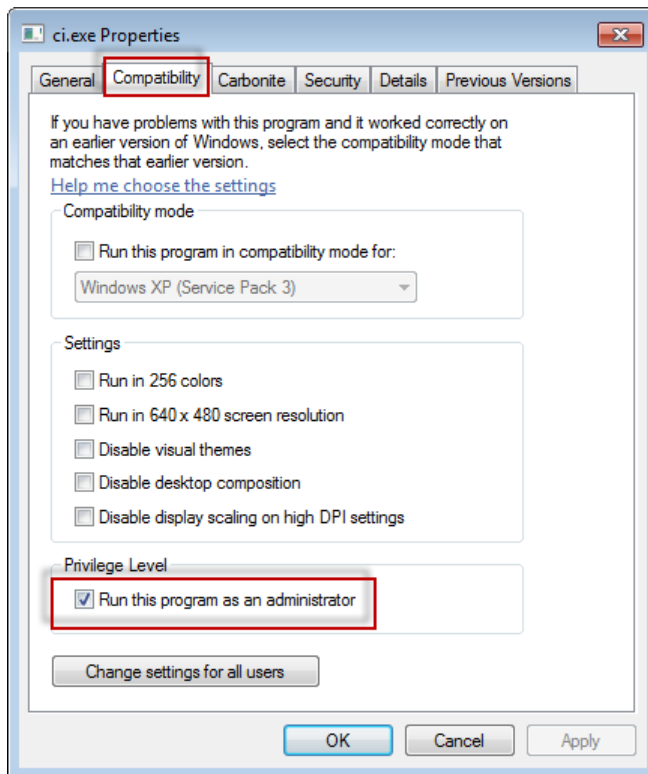 ci.exe Properties
General Compatibility Carbonite Security Details Previous Versions
If you have problems with this program and it worked correctly on
an earlier version of Windows, select the compatibility mode that
matches that earlier version.
Help me choose the settings
Compatibility mode
Run this program in compatibility mode for:
Windows XP (Service Pack 3)
Settings
Run in 256 colors
Run in 640 x 480 screen resolution
Disable visual themes
Disable desktop composition
Disable display scaling on high DPI settings
Privilege Level
Run this program as an administrator
Change settings for all users
OK Cancel Apply